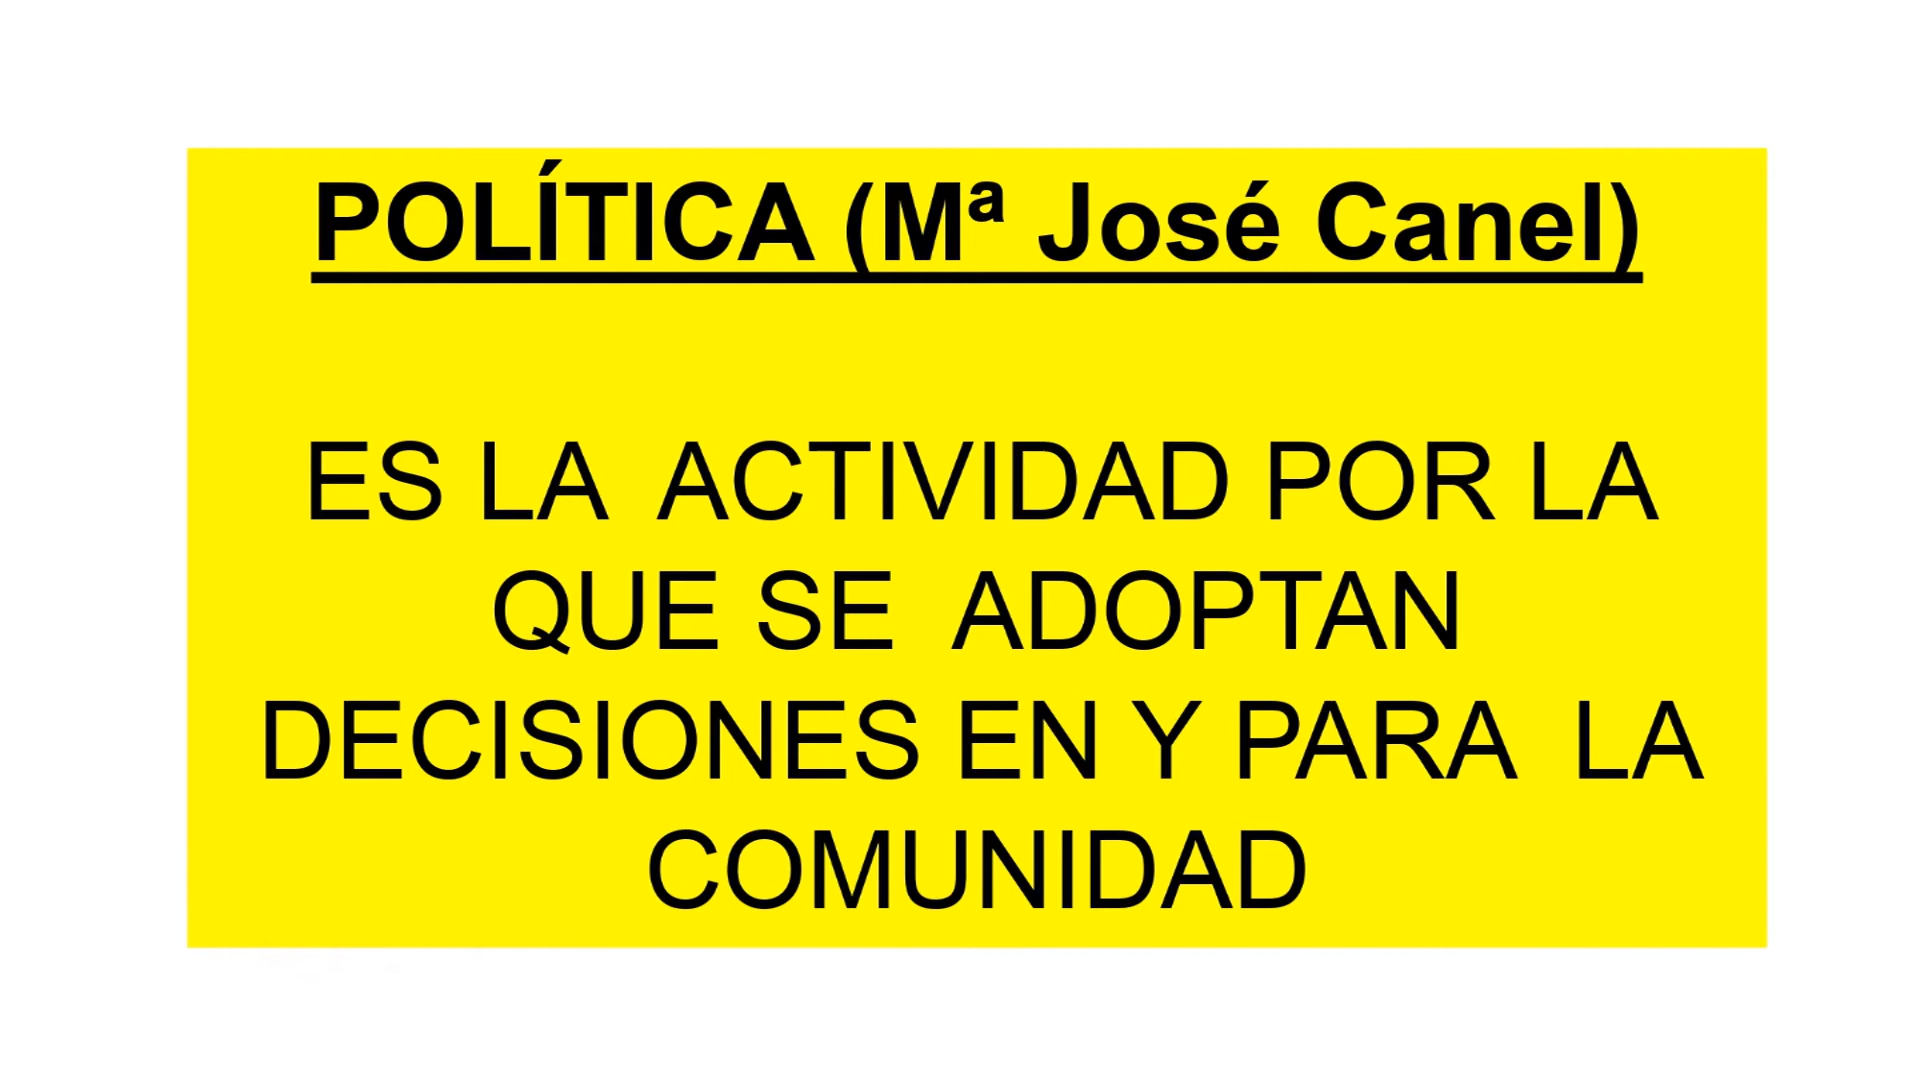 POLÍTICA (Mª José Canel)
ES LA ACTIVIDAD POR LA
QUE SE ADOPTAN
DECISIONES EN Y PARA LA
COMUNIDAD